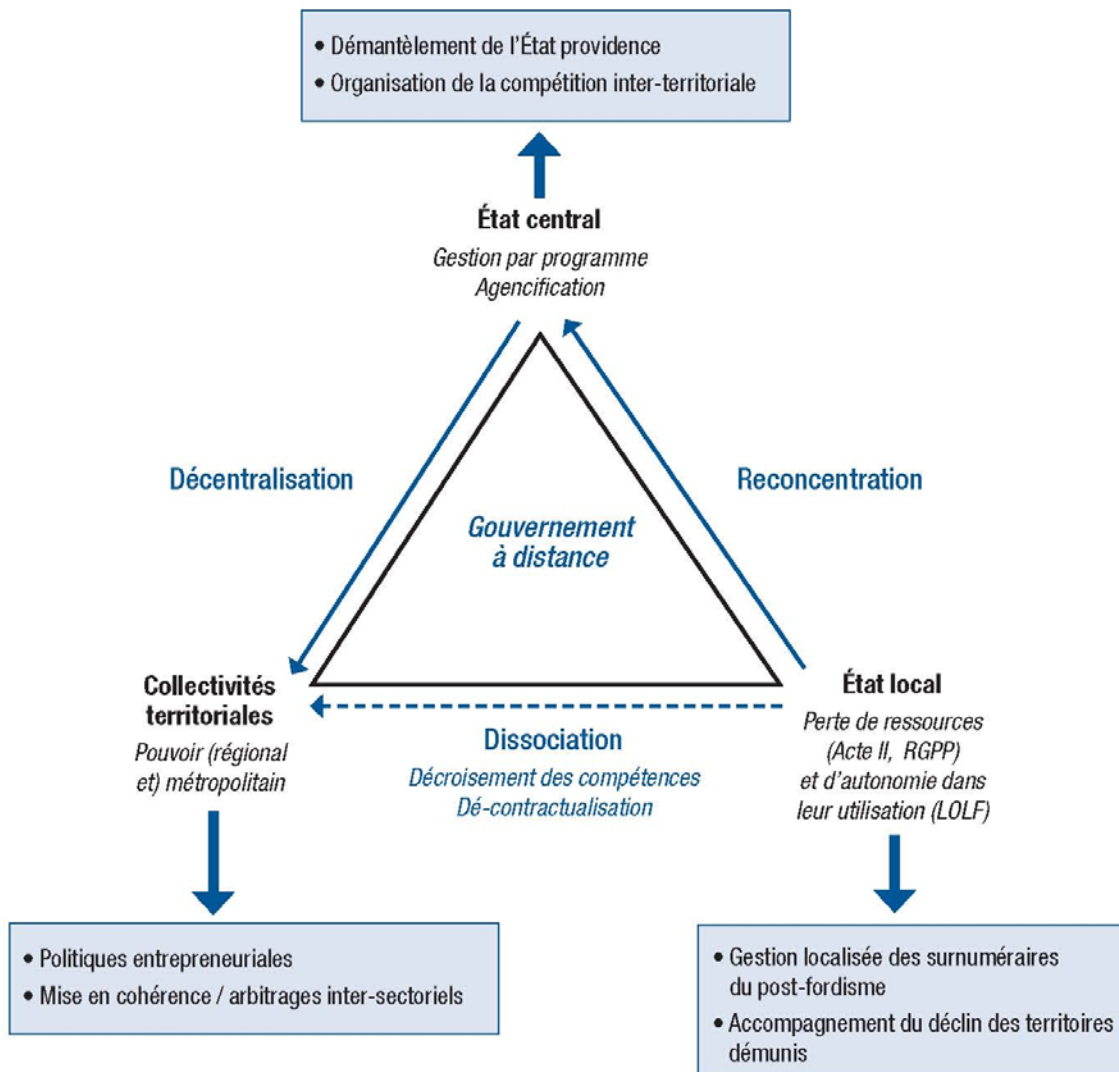 • Démantèlement de l'État providence
• Organisation de la compétition inter-territoriale
État central
Gestion par programme
Agencification
Décentralisation
Reconcentration
Gouvernement
à distance
Collectivités
territoriales
Pouvoir (régional
et) métropolitain
Dissociation
Décroisement des compétences
Dé-contractualisation
État local
Perte de ressources
(Acte II, RGPP)
et d'autonomie dans
leur utilisation (LOLF)
• Politiques entrepreneuriales
• Mise en cohérence / arbitrages inter-sectoriels
• Gestion localisée des surnuméraires
du post-fordisme
• Accompagnement du déclin des territoires
démunis